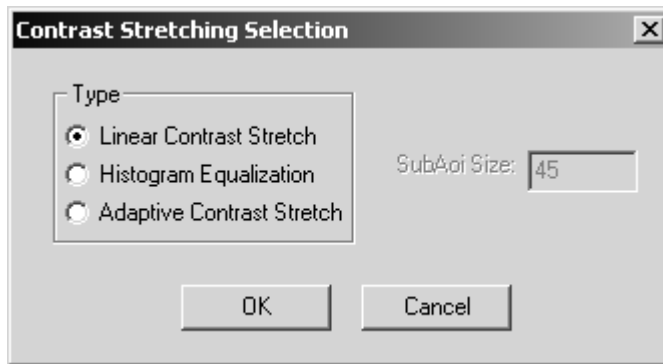 Contrast Stretching Selection
Type
Linear Contrast Stretch
Histogram Equalization
Adaptive Contrast Stretch
SubAoi Size: 45
OK Cancel